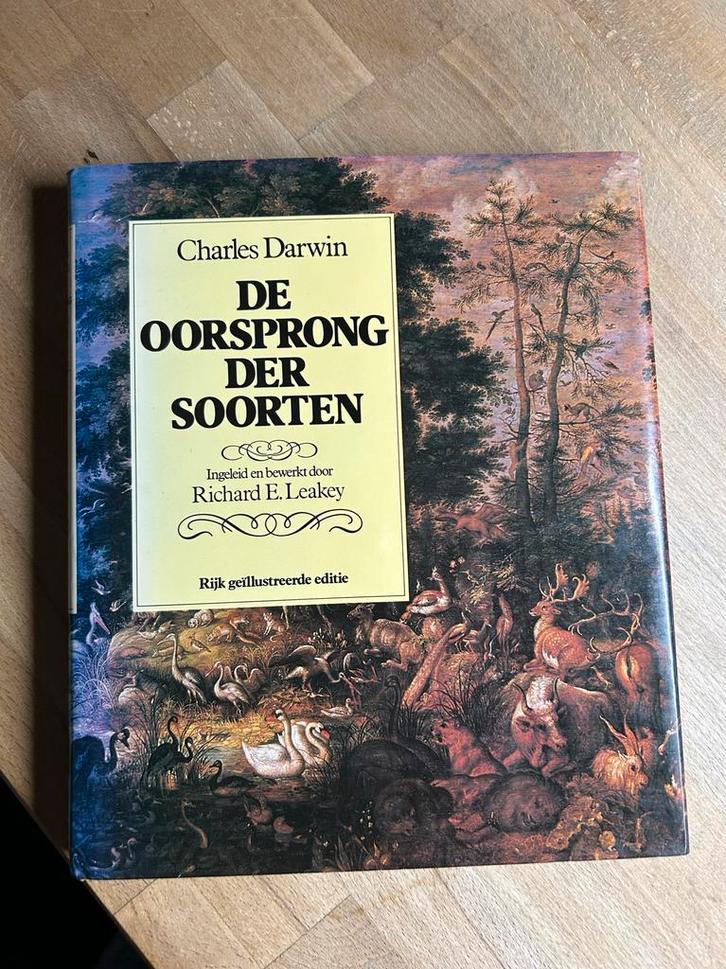 Charles Darwin
DE
OORSPRONG
DER
SOORTEN
Ingeleid en bewerkt door
Richard E. Leakey
Rijk geïllustreerde editie